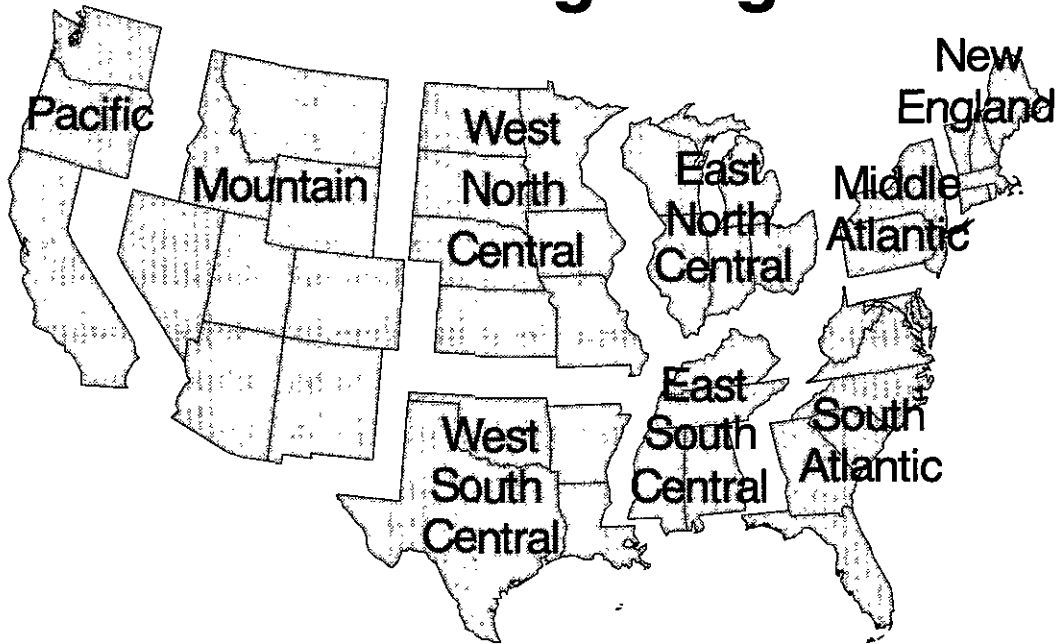 Pacific
Mountain
West
North
Central
East
North
Central
New
England
Middle
Atlantic
West
South
Central
East
South
Central
South
Atlantic